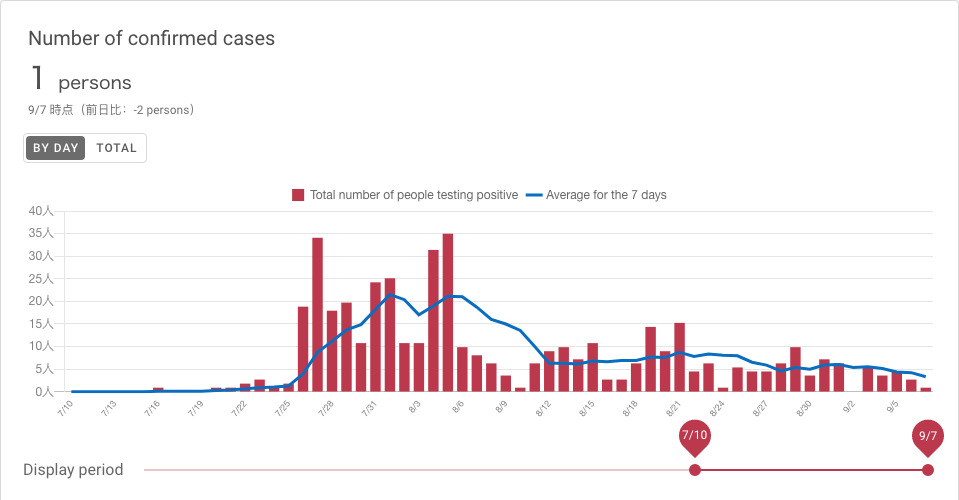 Number of confirmed cases
1 persons
9/7 時点（前日比：-2 persons）
BY DAY TOTAL
Total number of people testing positive Average for the 7 days
40人
35人
30人
25人
20人
15人
10人
5人
0人
7/10 7/13 7/16 7/19 7/22 7/25 7/28 7/31 8/3 8/6 8/9 8/12 8/15 8/18 8/21 8/24 8/27 8/30 9/2 9/5
7/10 9/7
Display period